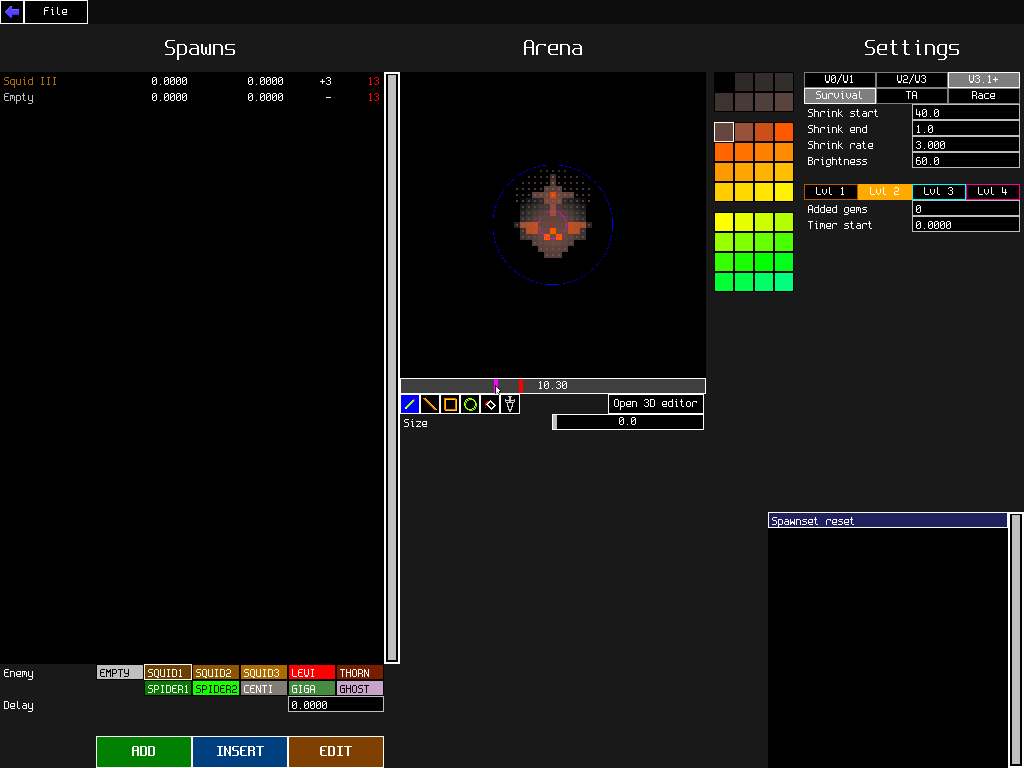 File
Spawns
Squid III 0.0000 0.0000 +3 13
Empty 0.0000 0.0000 - 13
Enemy EMPTY SQUID1 SQUID2 SQUID3 LEVI THORN
SPIDER1 SPIDER2 CENTI GIGA GHOST
Delay 0.0000
ADD INSERT EDIT
Arena
10.30
Open 3D editor
Size 0.0
Settings
V0/V1 V2/V3 V3.1+
Survival TA Race
Shrink start 40.0
Shrink end 1.0
Shrink rate 3.000
Brightness 60.0
Lvl 1 Lvl 2 Lvl 3 Lvl 4
Added gems 0
Timer start 0.0000
Spawnset reset